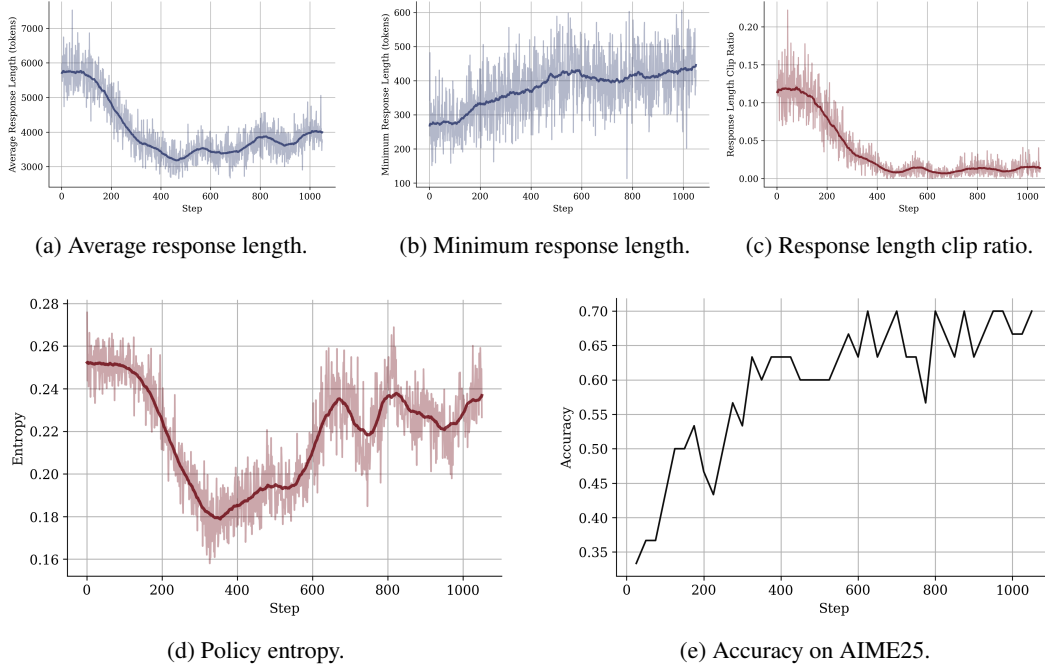 7000
6000
5000
4000
3000
Average Response Length (tokens)
0 200 400 600 800 1000
Step
(a) Average response length.
600
500
400
300
200
100
Minimum Response Length (tokens)
0 200 400 600 800 1000
Step
(b) Minimum response length.
0.20
0.15
0.10
0.05
0.00
Response Length Clip Ratio
0 200 400 600 800 1000
Step
(c) Response length clip ratio.
0.28
0.26
0.24
0.22
0.20
0.18
0.16
Entropy
0 200 400 600 800 1000
Step
(d) Policy entropy.
0.70
0.65
0.60
0.55
0.50
0.45
0.40
0.35
Accuracy
0 200 400 600 800 1000
Step
(e) Accuracy on AIME25.